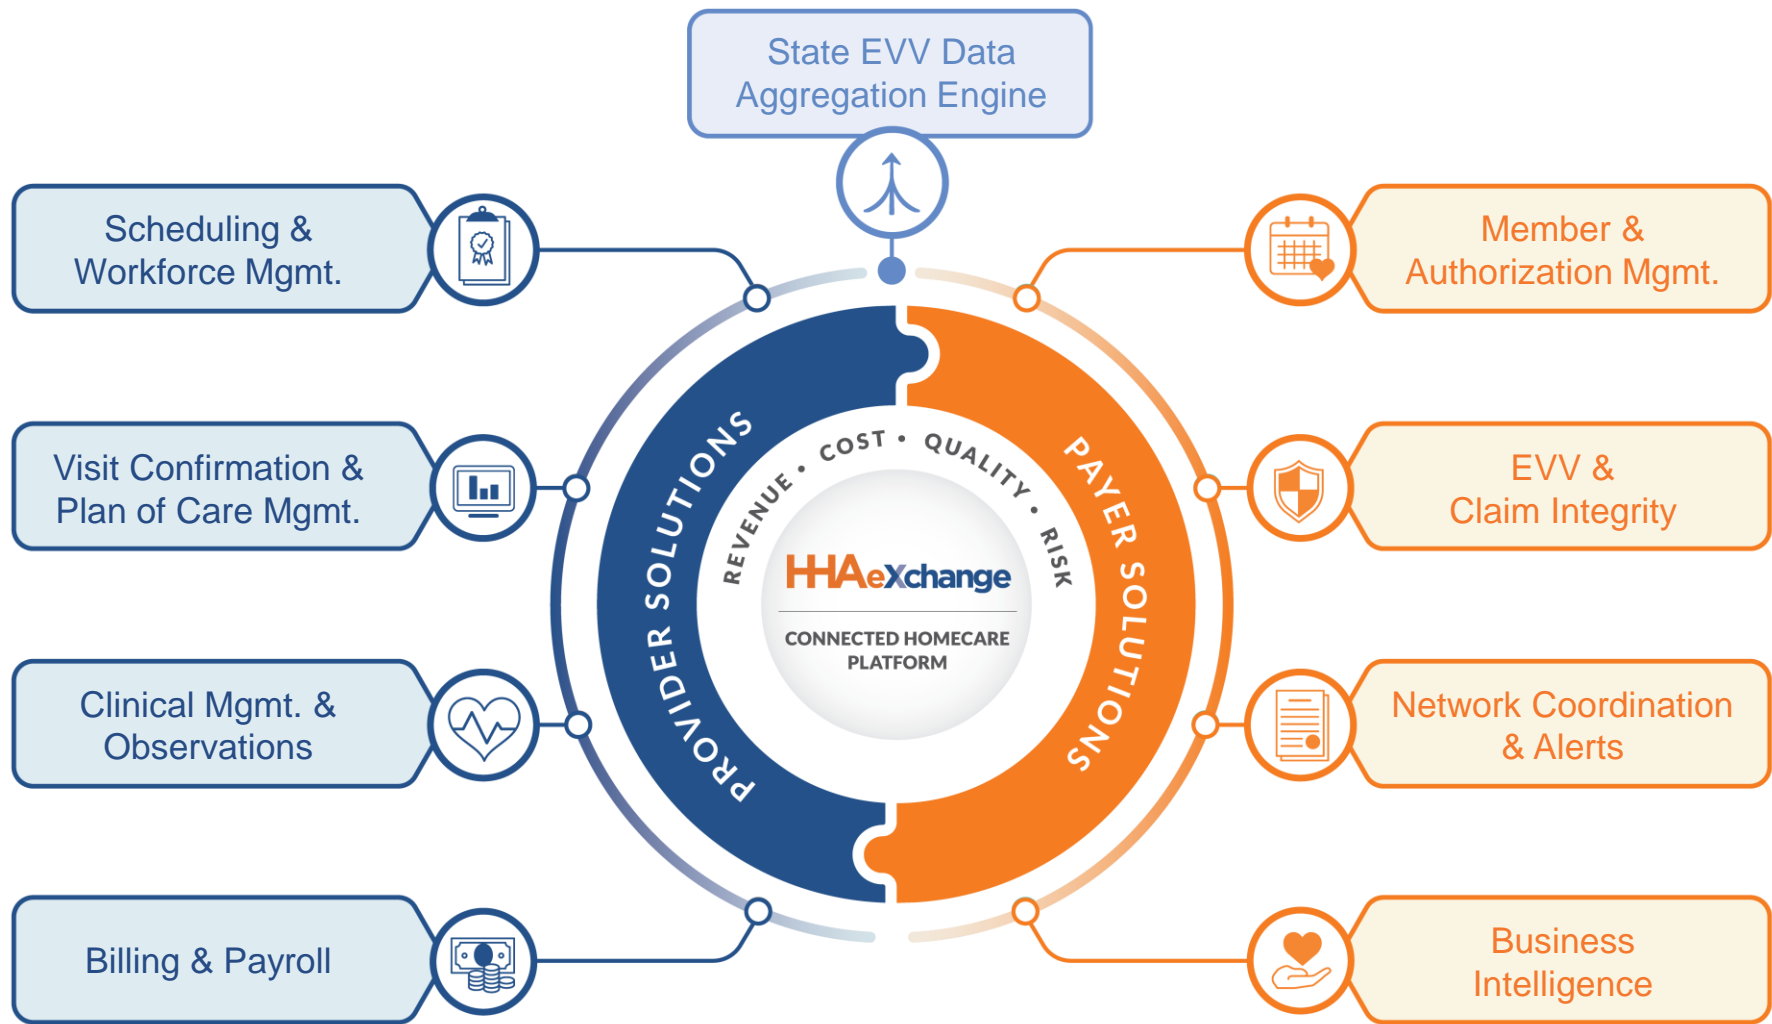 State EVV Data
Aggregation Engine
Scheduling &
Workforce Mgmt.
Member &
Authorization Mgmt.
Visit Confirmation &
Plan of Care Mgmt.
EVV &
Claim Integrity
Clinical Mgmt. &
Observations
Network Coordination
& Alerts
Billing & Payroll
Business
Intelligence
PROVIDER SOLUTIONS
PAYER SOLUTIONS
REVENUE • COST • QUALITY • RISK
HHAeXchange
CONNECTED HOMECARE
PLATFORM